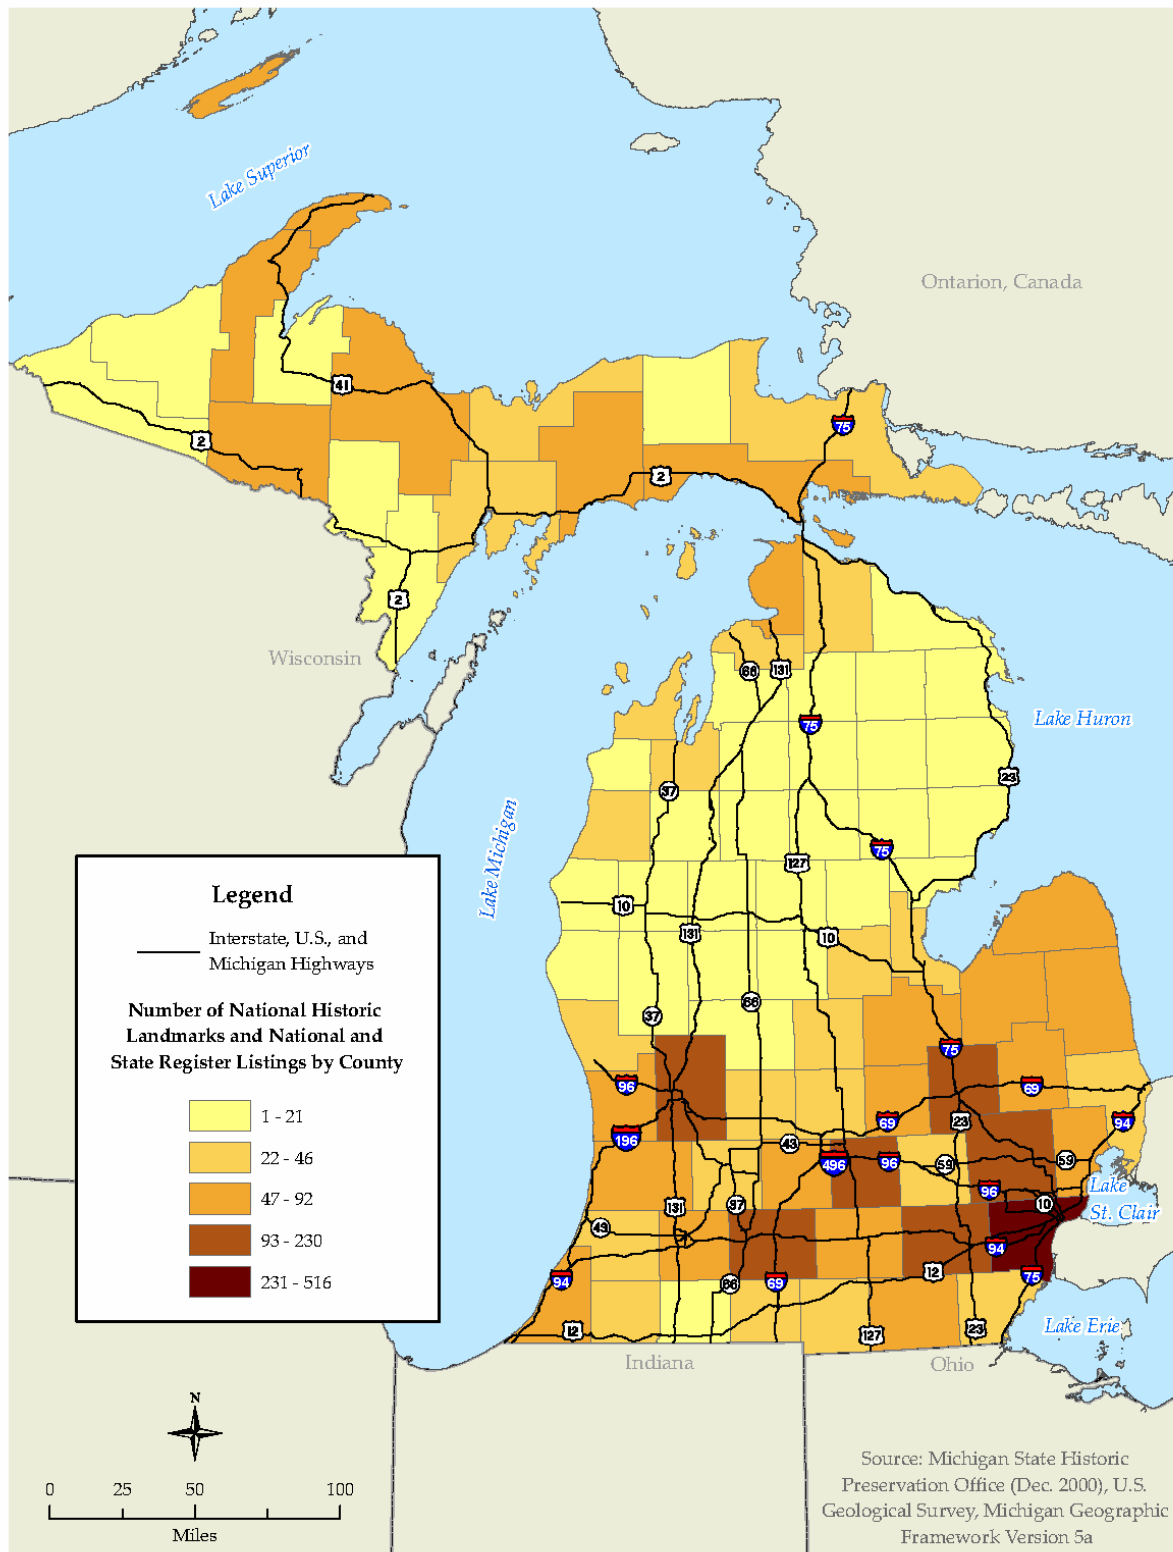 Lake Superior
Ontarion, Canada
41
75
2
2
2
Wisconsin
66
131
75
Lake Huron
23
37
Lake Michigan
127
75
10
131
10
66
37
75
96
69
196
69
23
94
43
496
96
59
59
96
10
Lake
St. Clair
131
37
43
94
94
66
69
12
75
12
127
23
Lake Erie
Indiana
Ohio
Legend
Interstate, U.S., and
Michigan Highways
Number of National Historic
Landmarks and National and
State Register Listings by County
1 - 21
22 - 46
47 - 92
93 - 230
231 - 516
N
0 25 50 100
Miles
Source: Michigan State Historic
Preservation Office (Dec. 2000), U.S.
Geological Survey, Michigan Geographic
Framework Version 5a